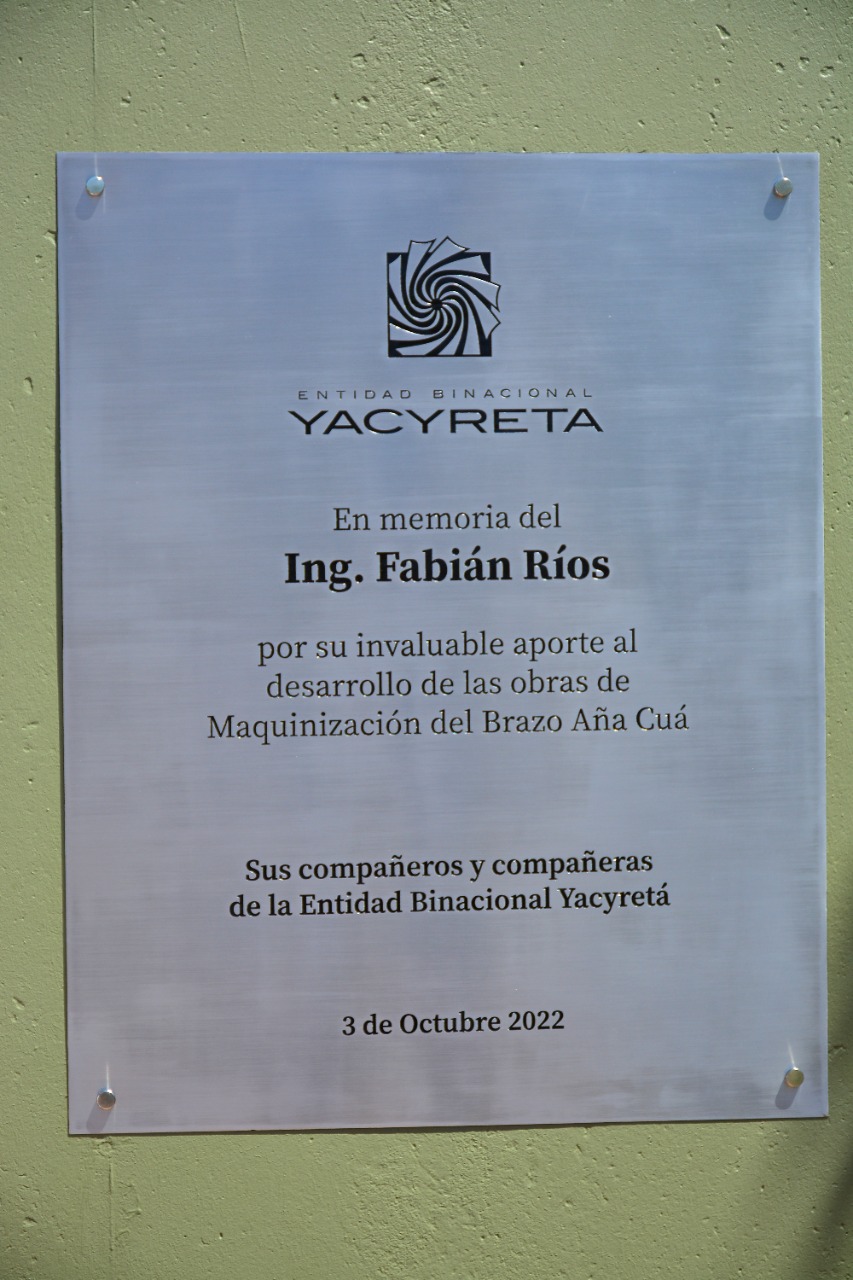 ENTIDAD BINACIONAL
YACYRETA
En memoria del
Ing. Fabián Ríos
por su invaluable aporte al
desarrollo de las obras de
Maquinización del Brazo Aña Cuá
Sus compañeros y compañeras
de la Entidad Binacional Yacyretá
3 de Octubre 2022